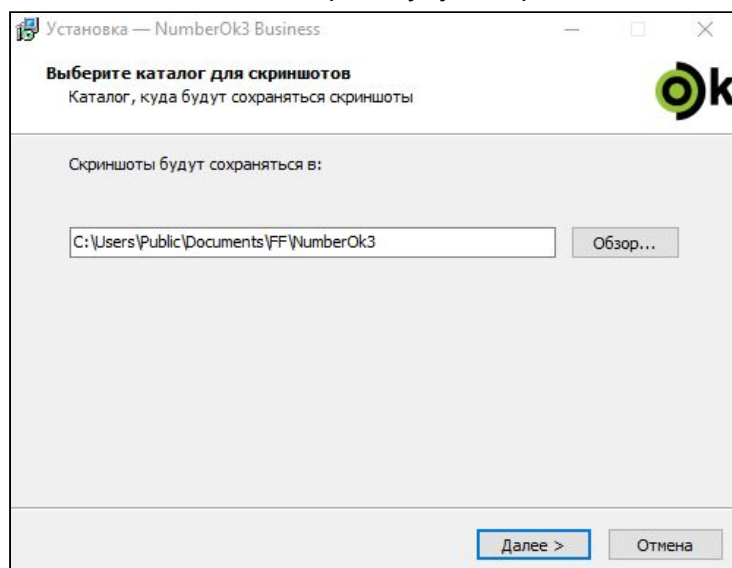 Установка — NumberOk3 Business
Выберите каталог для скриншотов
Каталог, куда будут сохраняться скриншоты
Ok
Скриншоты будут сохраняться в:
C:\Users\Public\Documents\FF\NumberOk3
Обзор...
Далее >
Отмена